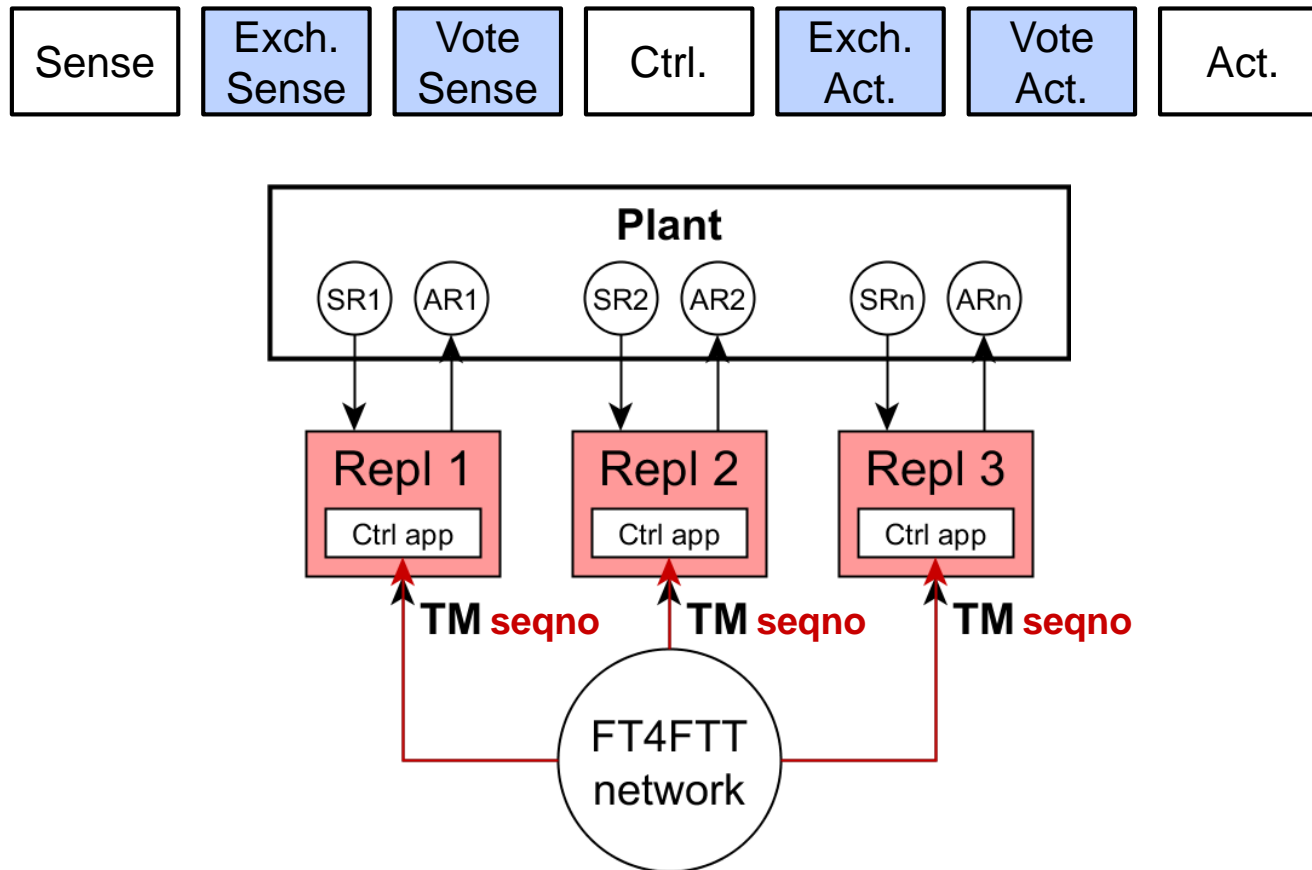 Sense
Exch.
Sense
Vote
Sense
Ctrl.
Exch.
Act.
Vote
Act.
Act.
Plant
SR1
AR1
SR2
AR2
SRn
ARn
Repl 1
Repl 2
Repl 3
Ctrl app
Ctrl app
Ctrl app
TM seqno
TM seqno
TM seqno
FT4FTT
network